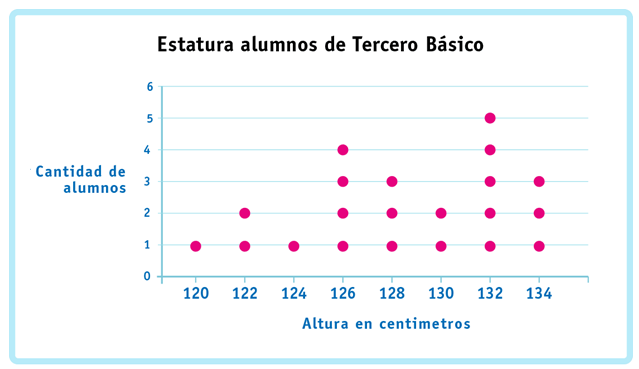 Estatura alumnos de Tercero Básico
6
5
4
3
2
1
0
Cantidad de
alumnos
120 122 124 126 128 130 132 134
Altura en centimetros